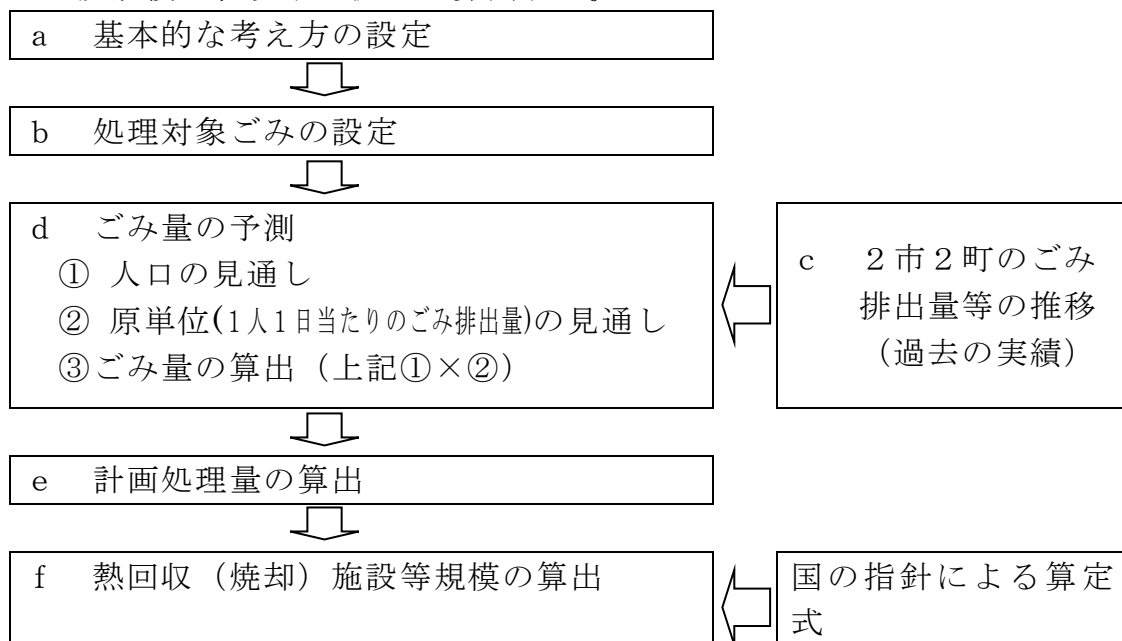 a 基本的な考え方の設定
b 処理対象ごみの設定
d ごみ量の予測
① 人口の見通し
② 原単位(1人1日当たりのごみ排出量)の見通し
③ごみ量の算出（上記①×②）
c ２市２町のごみ
排出量等の推移
（過去の実績）
e 計画処理量の算出
f 熱回収（焼却）施設等規模の算出
国の指針による算定
式